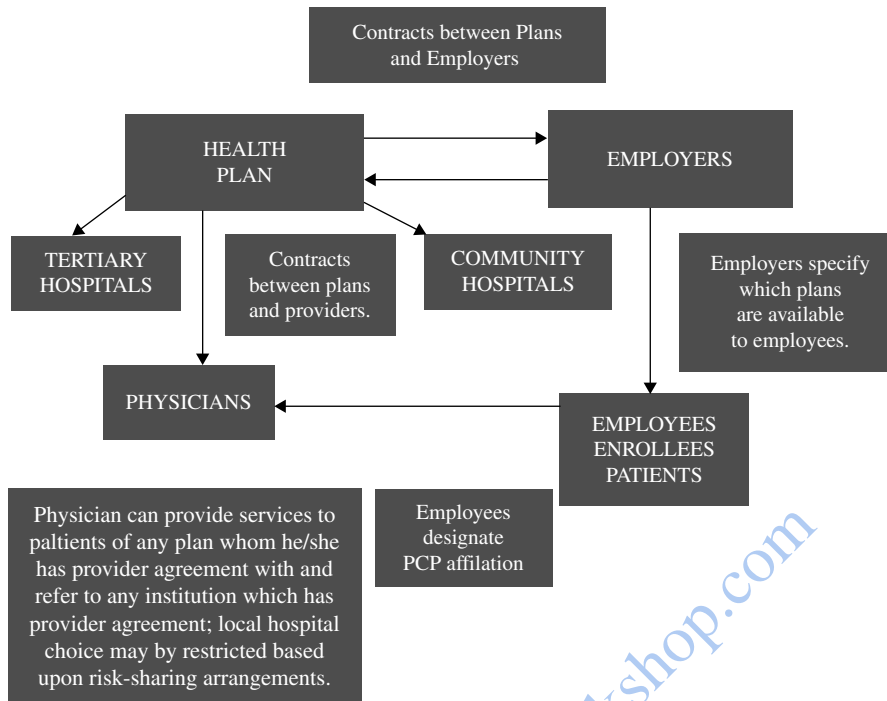 Contracts between Plans
and Employers
HEALTH
PLAN
EMPLOYERS
TERTIARY
HOSPITALS
Contracts
between plans
and providers.
COMMUNITY
HOSPITALS
Employers specify
which plans
are available
to employees.
PHYSICIANS
EMPLOYEES
ENROLLEES
PATIENTS
Physician can provide services to
paltients of any plan whom he/she
has provider agreement with and
refer to any institution which has
provider agreement; local hospital
choice may by restricted based
upon risk-sharing arrangements.
Employees
designate
PCP affilation
kshop.com